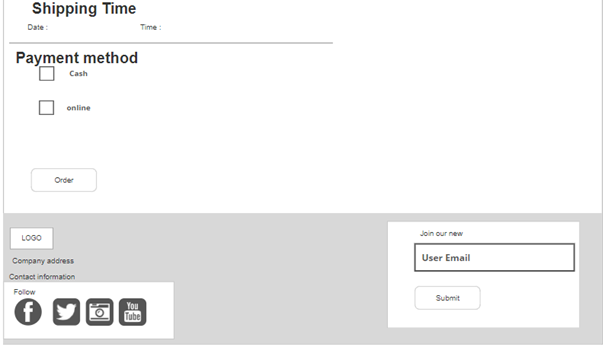 Shipping Time
Date :
Time :
Payment method
Cash
online
Order
LOGO
Company address
Contact information
Follow
You
Tube
Join our new
User Email
Submit